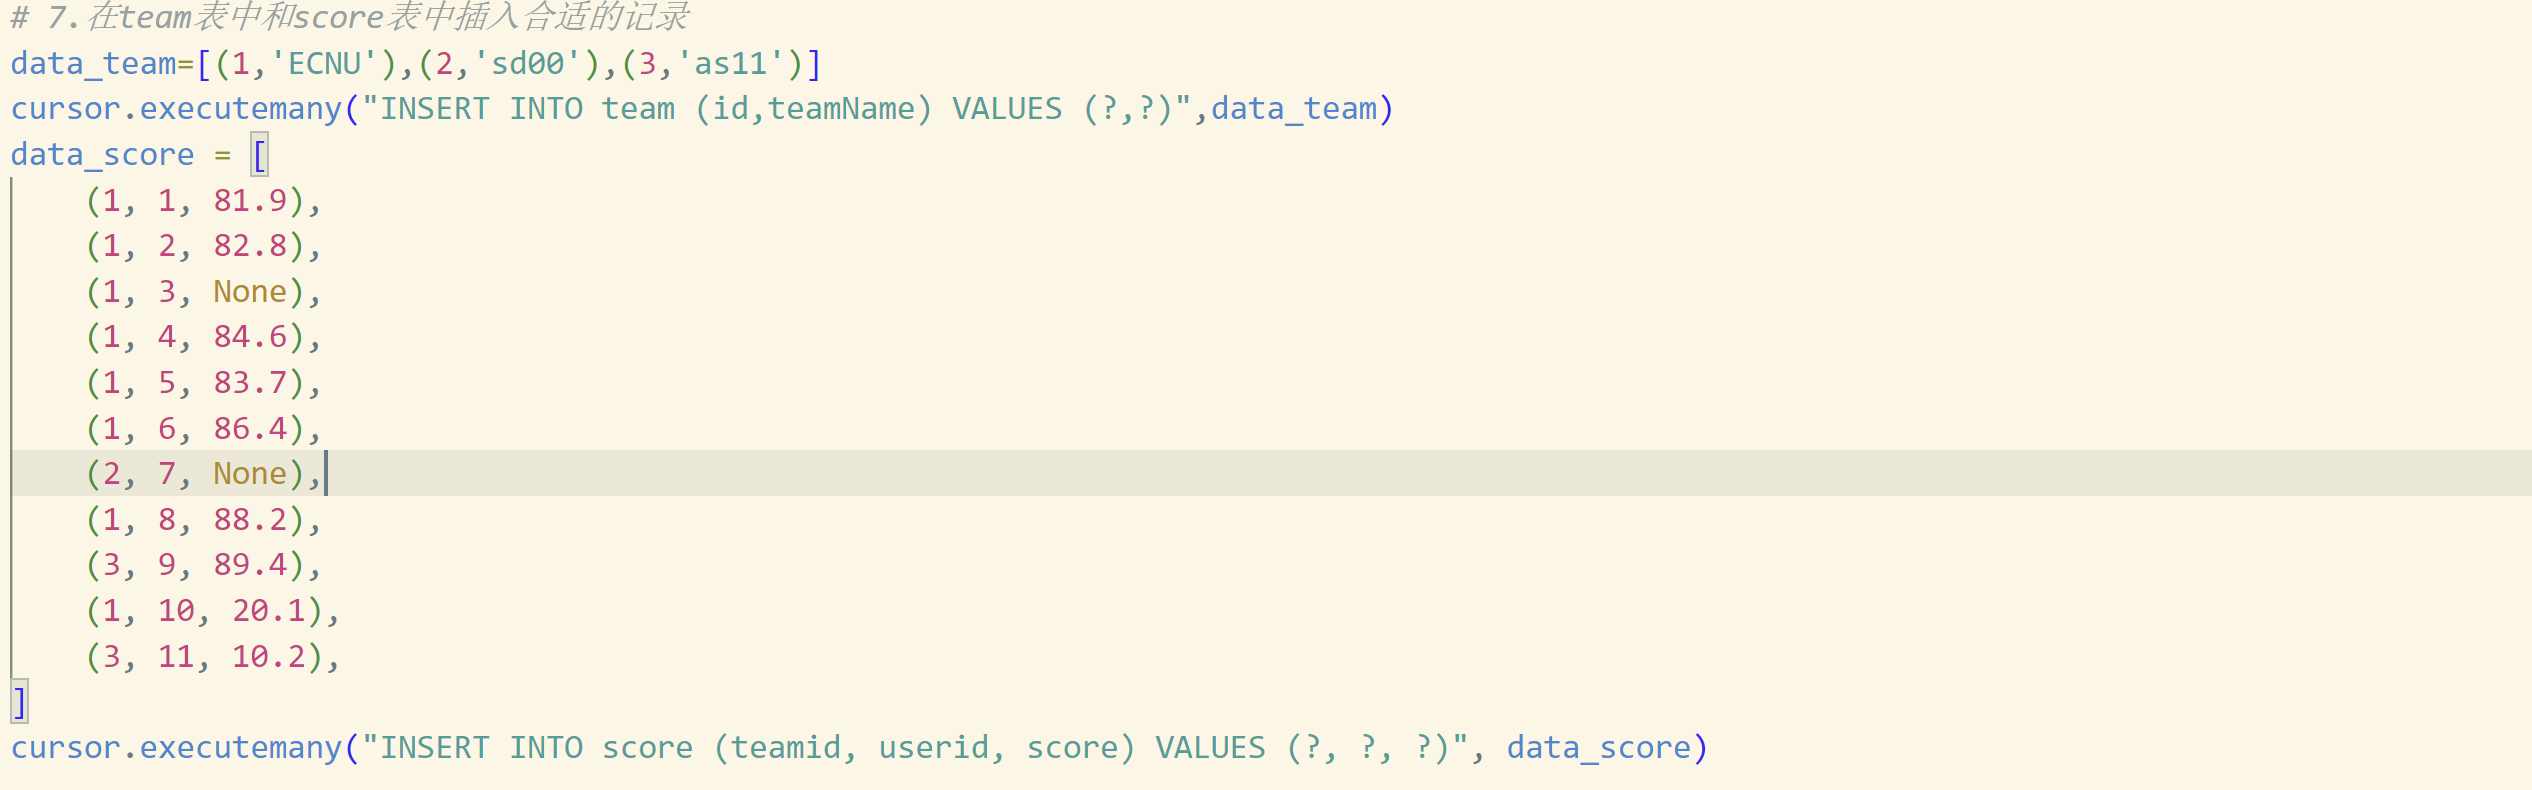 # 7.在team表中和score表中插入合适的记录
data_team=[(1,'ECNU'),(2,'sd00'),(3,'as11')]
cursor.executemany("INSERT INTO team (id,teamName) VALUES (?,?)",data_team)
data_score = [
    (1, 1, 81.9),
    (1, 2, 82.8),
    (1, 3, None),
    (1, 4, 84.6),
    (1, 5, 83.7),
    (1, 6, 86.4),
    (2, 7, None),
    (1, 8, 88.2),
    (3, 9, 89.4),
    (1, 10, 20.1),
    (3, 11, 10.2),
]
cursor.executemany("INSERT INTO score (teamid, userid, score) VALUES (?, ?, ?)", data_score)